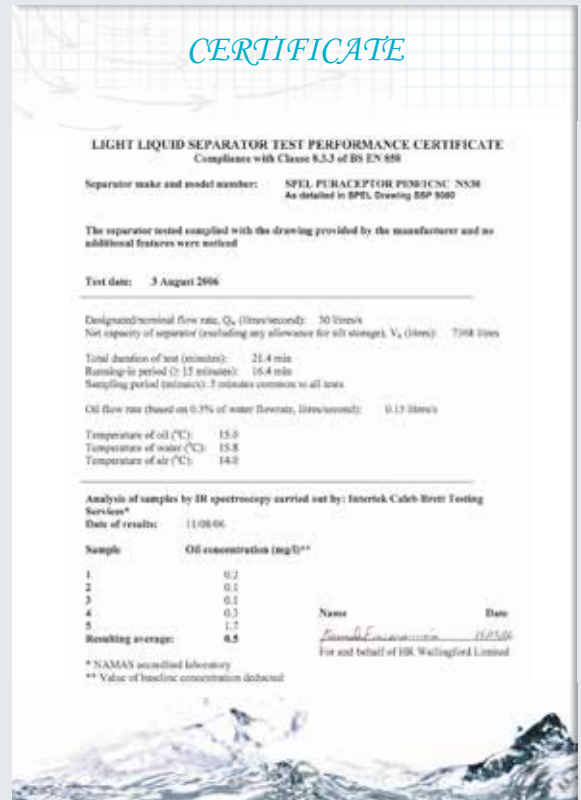 CERTIFICATE
LIGHT LIQUID SEPARATOR TEST PERFORMANCE CERTIFICATE
Compliance with Clause 8.3.3 of BS EN 858
Separator make and model number: SPEL PURACEPTOR P030/1CSC NS30
As detailed in SPEL Drawing SSP 5060
The separator tested complied with the drawing provided by the manufacturer and no
additional features were noticed
Test date: 3 August 2006
Designated/nominal flow rate, Qn (litres/second): 30 litres/s
Net capacity of separator (excluding any allowance for silt storage), Vs (litres): litres
Total duration of test (minutes): 21.4 min
Running-in period (≥ 15 minutes): 16.4 min
Sampling period (minutes): 5 minutes common to all tests
Oil flow rate (based on 0.5% of water flowrate, litres/second): 0.15 litres/s
Temperature of oil (°C): 15.0
Temperature of water (°C): 15.8
Temperature of air (°C): 14.0
Analysis of samples by IR spectroscopy carried out by: Intertek Caleb Brett Testing
Services*
Date of results: 11/08/06
Sample Oil concentration (mg/l)**
1 0.2
2 0.1
3 0.1
4 0.3
5 1.7
Resulting average: 0.5
Name Date
For and behalf of HR Wallingford Limited
* NAMAS accredited laboratory
** Value of baseline concentration deducted